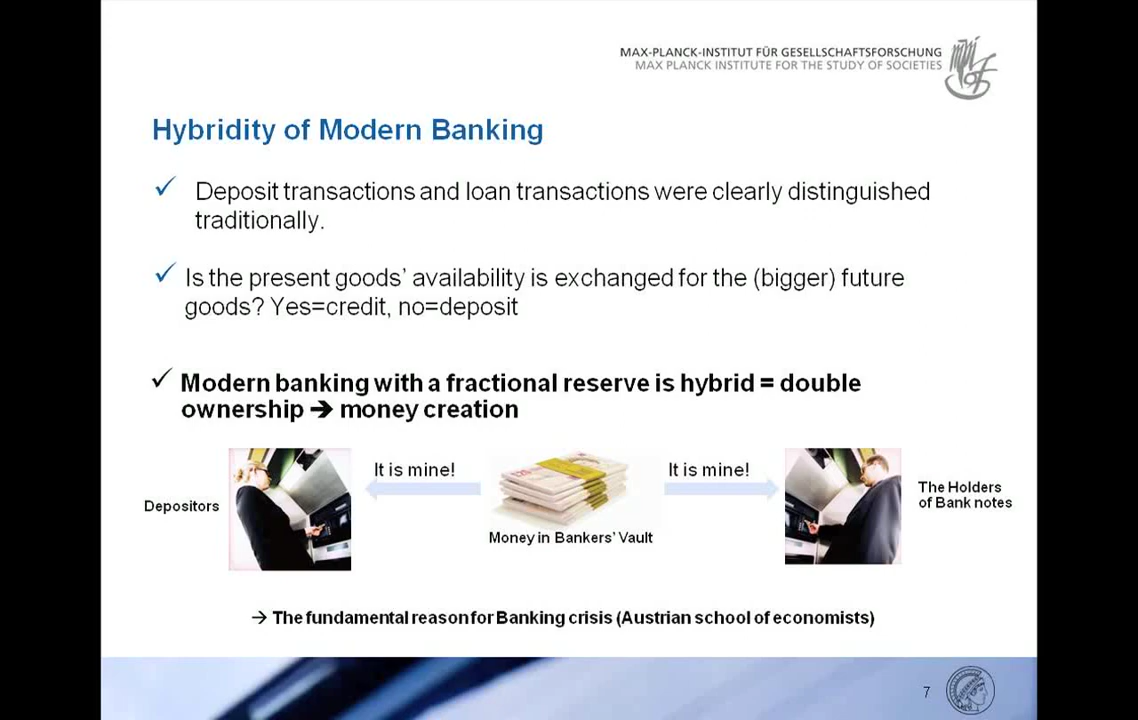 MAX-PLANCK-INSTITUT FÜR GESELLSCHAFTSFORSCHUNG
MAX PLANCK INSTITUTE FOR THE STUDY OF SOCIETIES
Hybridity of Modern Banking
✓ Deposit transactions and loan transactions were clearly distinguished
traditionally.
✓ Is the present goods' availability is exchanged for the (bigger) future
goods? Yes=credit, no=deposit
✓ Modern banking with a fractional reserve is hybrid = double
ownership ➔ money creation
It is mine!
It is mine!
Depositors
The Holders
of Bank notes
Money in Bankers' Vault
→ The fundamental reason for Banking crisis (Austrian school of economists)
7